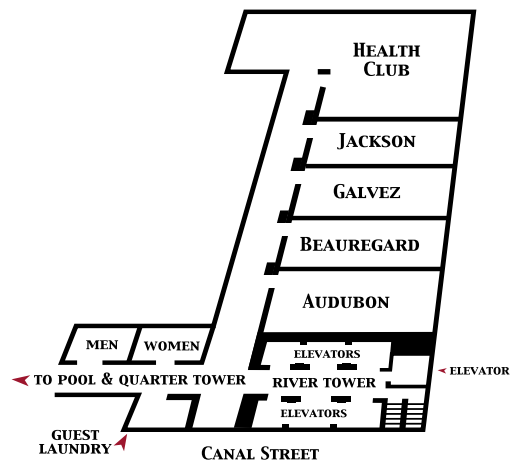 HEALTH
CLUB
JACKSON
GALVEZ
BEAUREGARD
AUDUBON
MEN
WOMEN
ELEVATORS
TO POOL & QUARTER TOWER
RIVER TOWER
ELEVATOR
ELEVATORS
GUEST
LAUNDRY
CANAL STREET